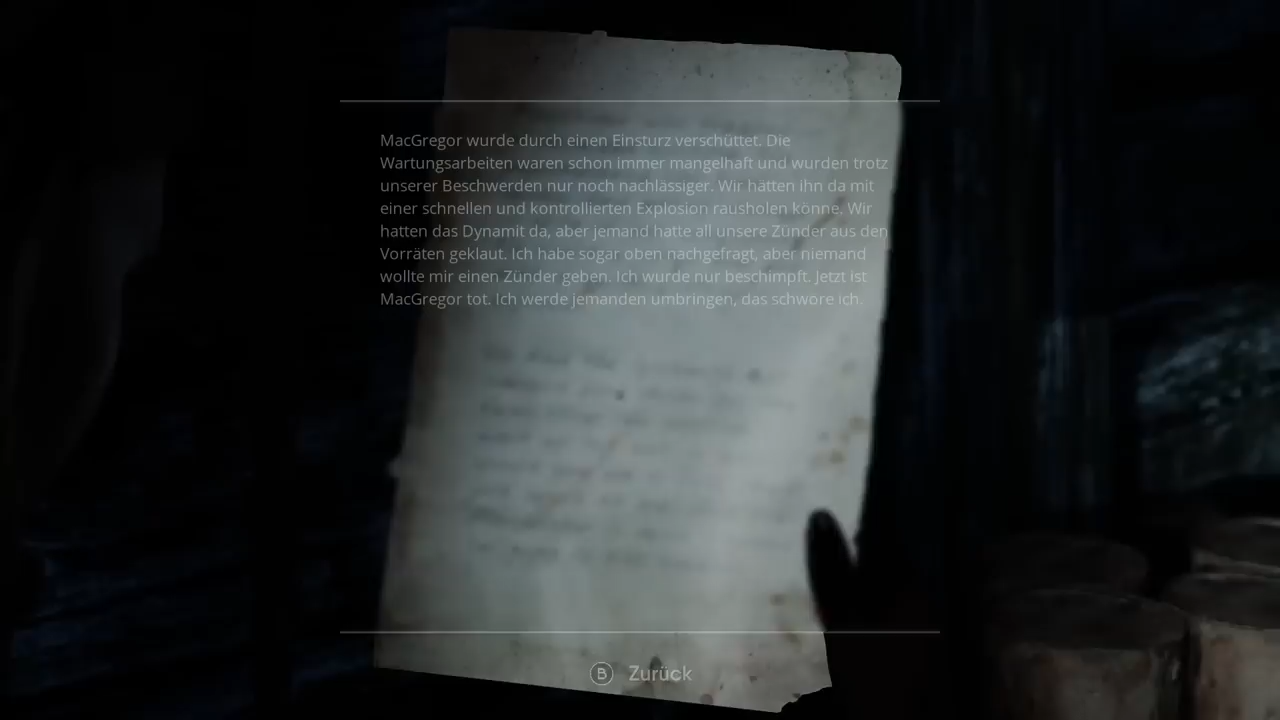 MacGregor wurde durch einen Einsturz verschüttet. Die
Wartungsarbeiten waren schon immer mangelhaft und wurden trotz
unserer Beschwerden nur noch nachlässiger. Wir hätten ihn da mit
einer schnellen und kontrollierten Explosion rausholen könne. Wir
hatten das Dynamit da, aber jemand hatte all unsere Zünder aus den
Vorräten geklaut. Ich habe sogar oben nachgefragt, aber niemand
wollte mir einen Zünder geben. Ich wurde nur beschimpft. Jetzt ist
MacGregor tot. Ich werde jemanden umbringen, das schwöre ich.
B Zurück